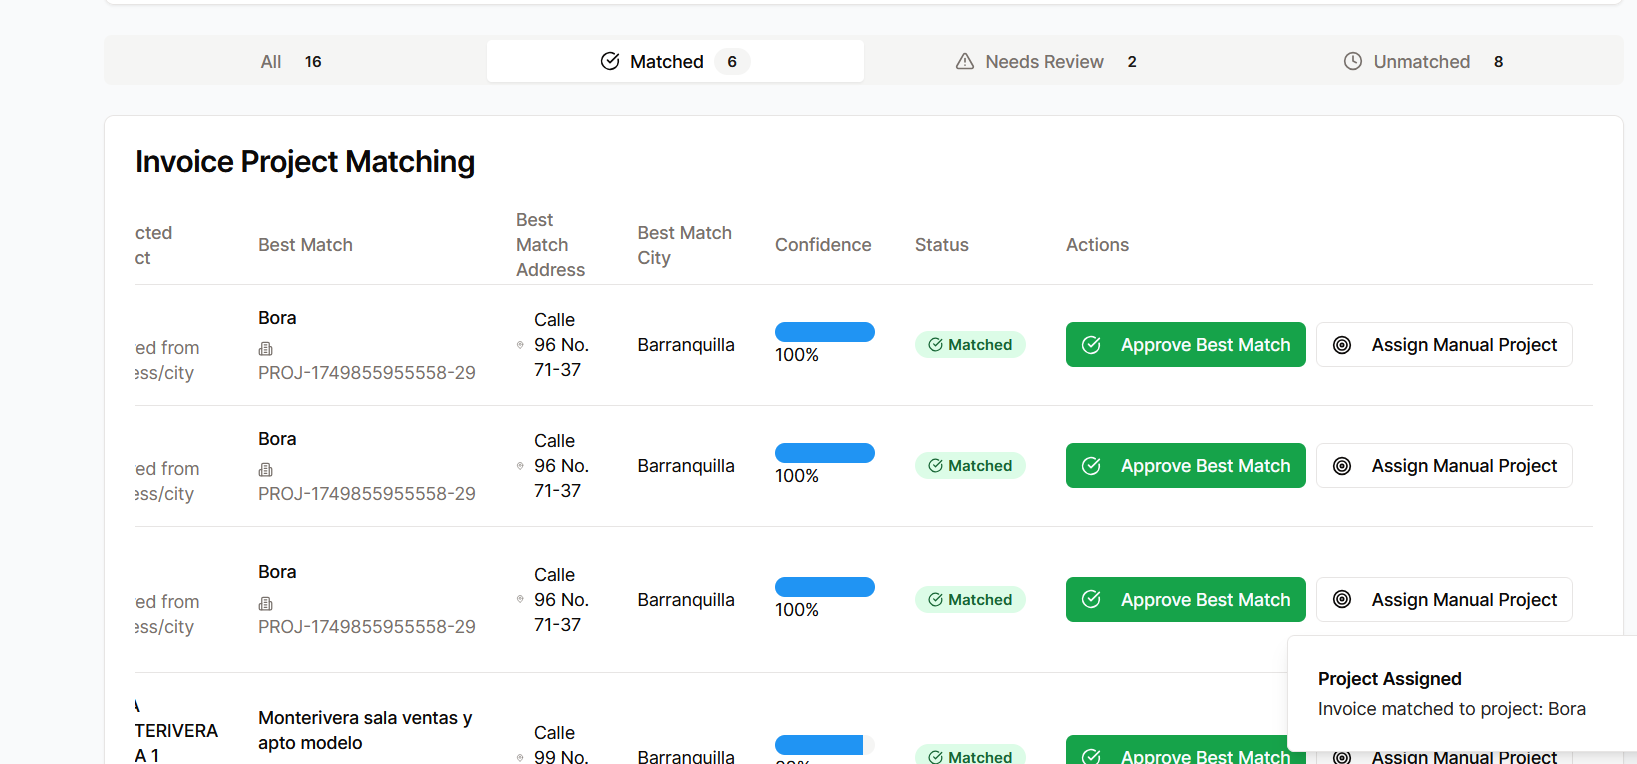 All 16 Matched 6 Needs Review 2 Unmatched 8
Invoice Project Matching
cted
ct
Best Match
Best
Match
Address
Best Match
City
Confidence
Status
Actions
ed from
ess/city
Bora
PROJ-1749855955558-29
Calle
96 No.
71-37
Barranquilla
100%
Matched
Approve Best Match
Assign Manual Project
ed from
ess/city
Bora
PROJ-1749855955558-29
Calle
96 No.
71-37
Barranquilla
100%
Matched
Approve Best Match
Assign Manual Project
ed from
ess/city
Bora
PROJ-1749855955558-29
Calle
96 No.
71-37
Barranquilla
100%
Matched
Approve Best Match
Assign Manual Project
A
TERIVERA
A 1
Monterivera sala ventas y
apto modelo
Calle
99 No.
Barranquilla
Matched
Approve Best Match
Assign Manual Project
Project Assigned
Invoice matched to project: Bora